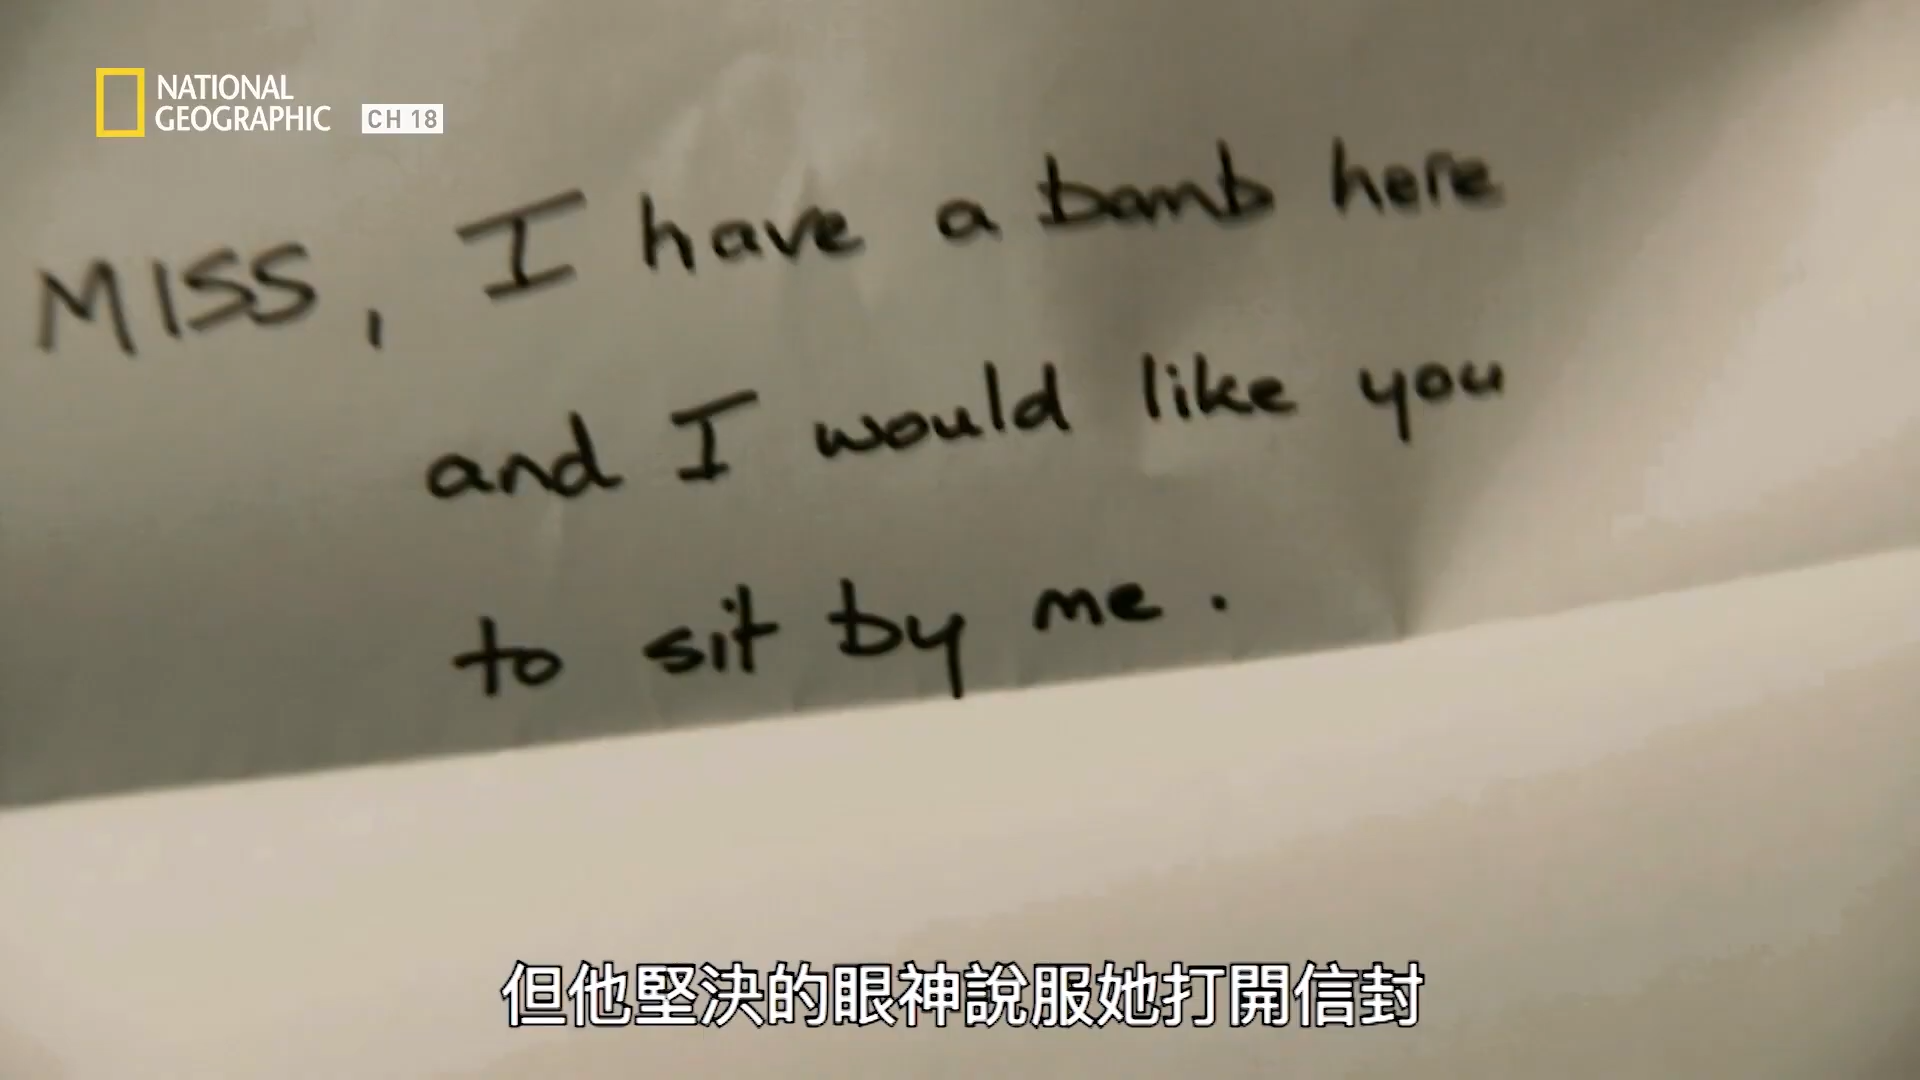 NATIONAL
GEOGRAPHIC CH 18
MISS, I have a bomb here
and I would like you
to sit by me.
但他堅決的眼神說服她打開信封